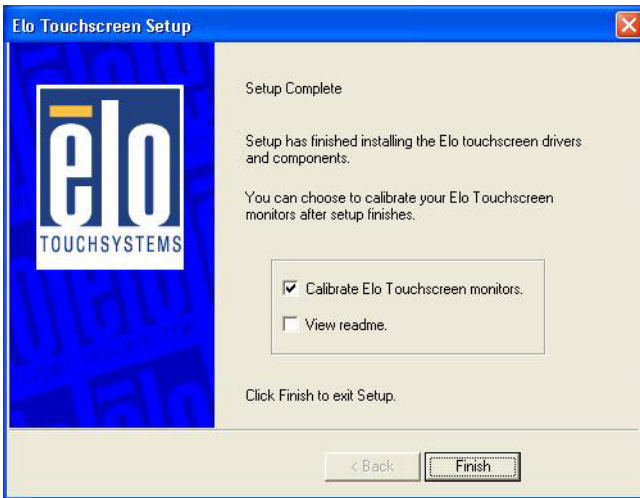 Elo Touchscreen Setup
elo
TOUCHSYSTEMS
Setup Complete
Setup has finished installing the Elo touchscreen drivers
and components.
You can choose to calibrate your Elo Touchscreen
monitors after setup finishes.
Calibrate Elo Touchscreen monitors.
View readme.
Click Finish to exit Setup.
< Back
Finish